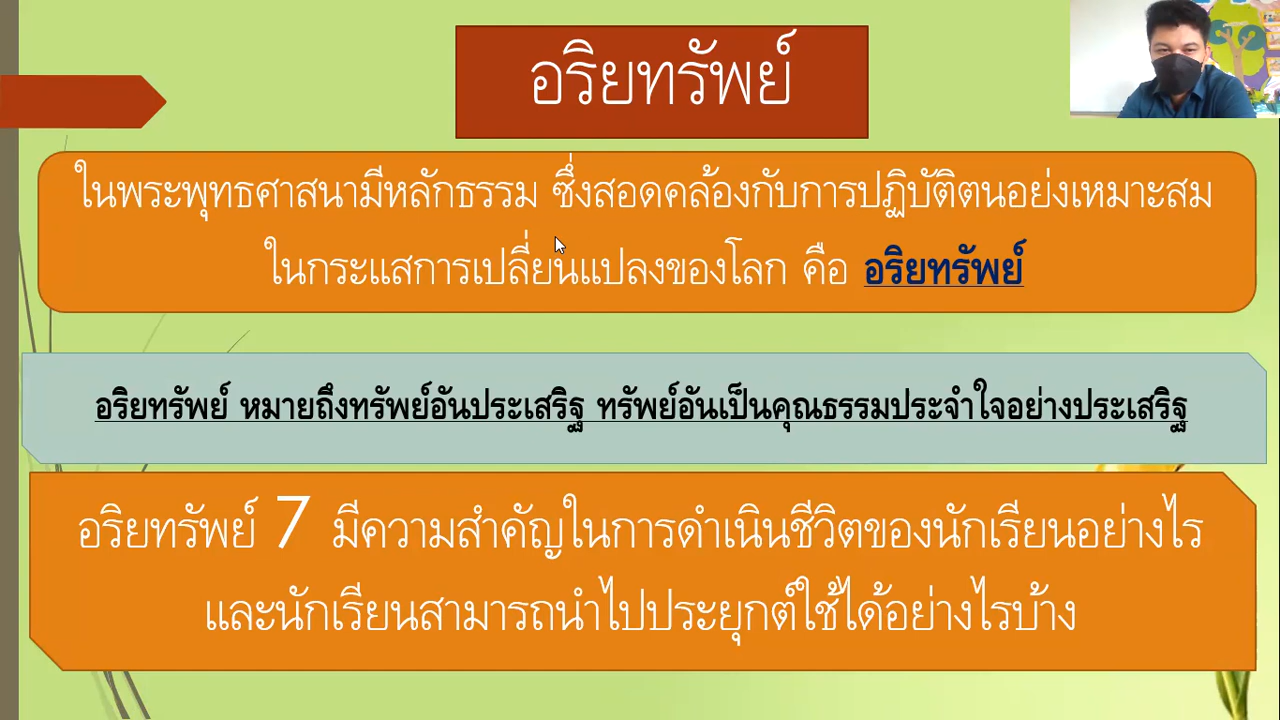 อริยทรัพย์
ในพระพุทธศาสนามีหลักธรรม ซึ่งสอดคล้องกับการปฏิบัติตนอย่งเหมาะสม
ในกระแสการเปลี่ยนแปลงของโลก คือ อริยทรัพย์
อริยทรัพย์ หมายถึงทรัพย์อันประเสริฐ ทรัพย์อันเป็นคุณธรรมประจำใจอย่างประเสริฐ
อริยทรัพย์ 7 มีความสำคัญในการดำเนินชีวิตของนักเรียนอย่างไร
และนักเรียนสามารถนำไปประยุกต์ใช้ได้อย่างไรบ้าง